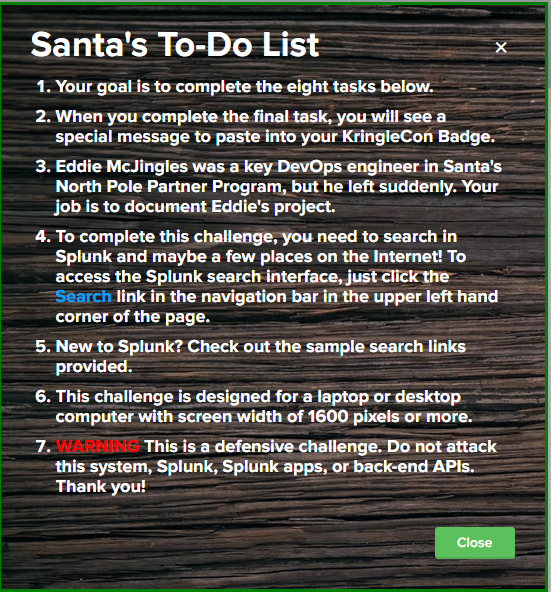 Santa's To-Do List
×
1. Your goal is to complete the eight tasks below.
2. When you complete the final task, you will see a
special message to paste into your KringleCon Badge.
3. Eddie McJingles was a key DevOps engineer in Santa's
North Pole Partner Program, but he left suddenly. Your
job is to document Eddie's project.
4. To complete this challenge, you need to search in
Splunk and maybe a few places on the Internet! To
access the Splunk search interface, just click the
Search link in the navigation bar in the upper left hand
corner of the page.
5. New to Splunk? Check out the sample search links
provided.
6. This challenge is designed for a laptop or desktop
computer with screen width of 1600 pixels or more.
7. WARNING This is a defensive challenge. Do not attack
this system, Splunk, Splunk apps, or back-end APIs.
Thank you!
Close